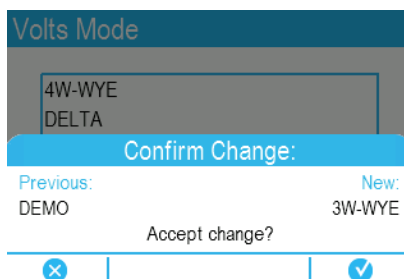 Volts Mode
4W-WYE
DELTA
Confirm Change:
Previous: New:
DEMO 3W-WYE
Accept change?